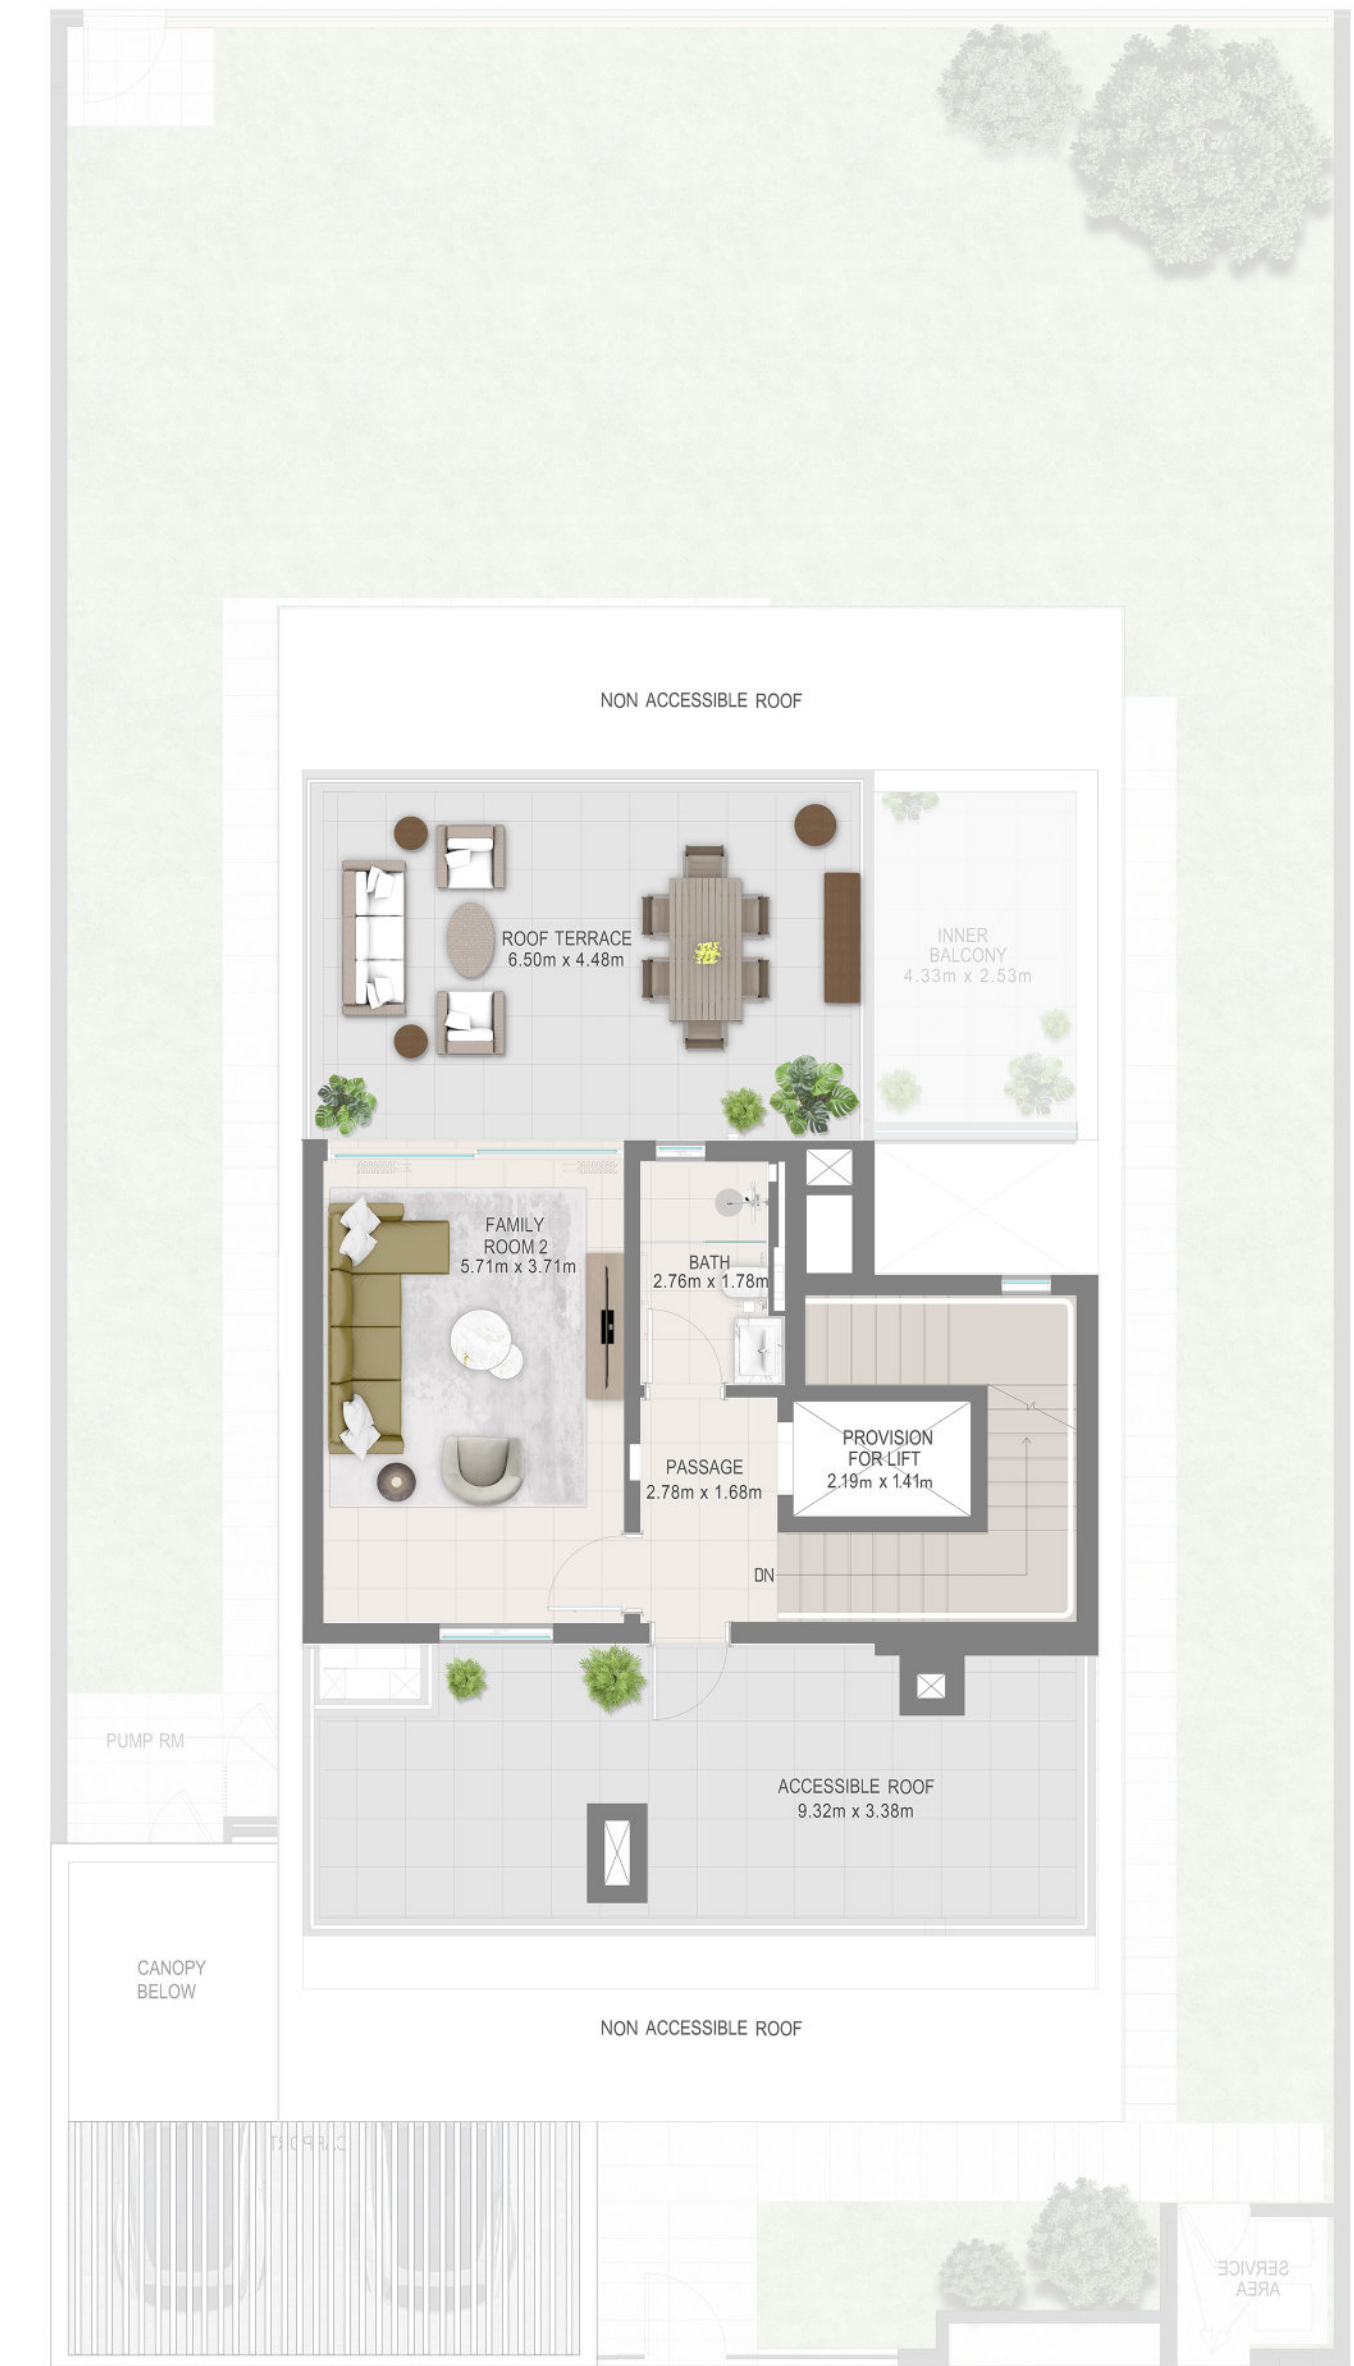 NON ACCESSIBLE ROOF
ROOF TERRACE
6.50m x 4.48m
INNER
BALCONY
4.33m x 2.53m
FAMILY
ROOM 2
5.71m x 3.71m
BATH
2.76m x 1.78m
PROVISION
FOR LIFT
2.19m x 1.41m
PASSAGE
2.78m x 1.68m
DN
PUMP RM
ACCESSIBLE ROOF
9.32m x 3.38m
CANOPY
BELOW
NON ACCESSIBLE ROOF
CARPORT
SERVICE
AREA